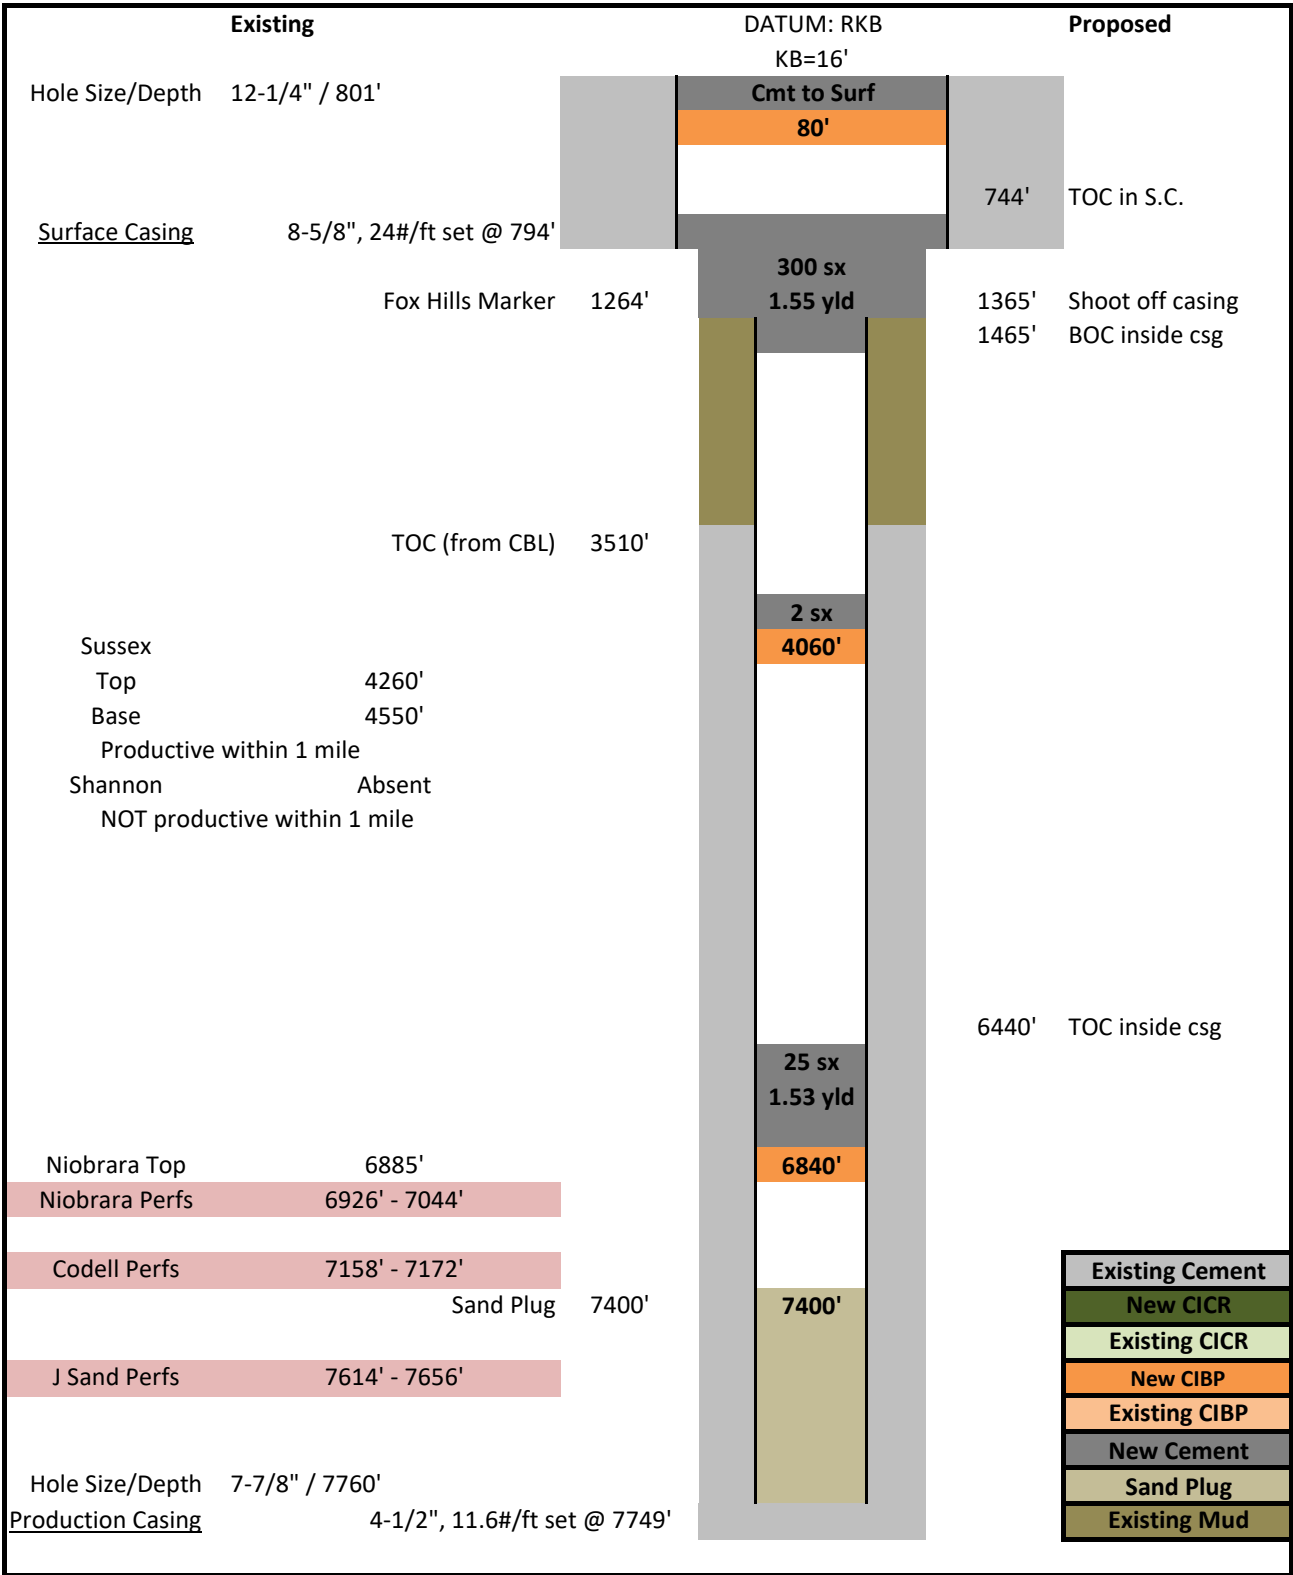 Existing DATUM: RKB Proposed
KB=16'
Hole Size/Depth 12-1/4" / 801' Cmt to Surf
80'
744' TOC in S.C.
Surface Casing 8-5/8", 24#/ft set @ 794'
300 sx
Fox Hills Marker 1264' 1.55 yld 1365' Shoot off casing
1465' BOC inside csg
TOC (from CBL) 3510'
2 sx
Sussex 4060'
Top 4260'
Base 4550'
Productive within 1 mile
Shannon Absent
NOT productive within 1 mile
6440' TOC inside csg
25 sx
1.53 yld
Niobrara Top 6885' 6840'
Niobrara Perfs 6926' - 7044'
Codell Perfs 7158' - 7172' Existing Cement
Sand Plug 7400' 7400' New CICR
Existing CICR
J Sand Perfs 7614' - 7656' New CIBP
Existing CIBP
New Cement
Hole Size/Depth 7-7/8" / 7760' Sand Plug
Production Casing 4-1/2", 11.6#/ft set @ 7749' Existing Mud